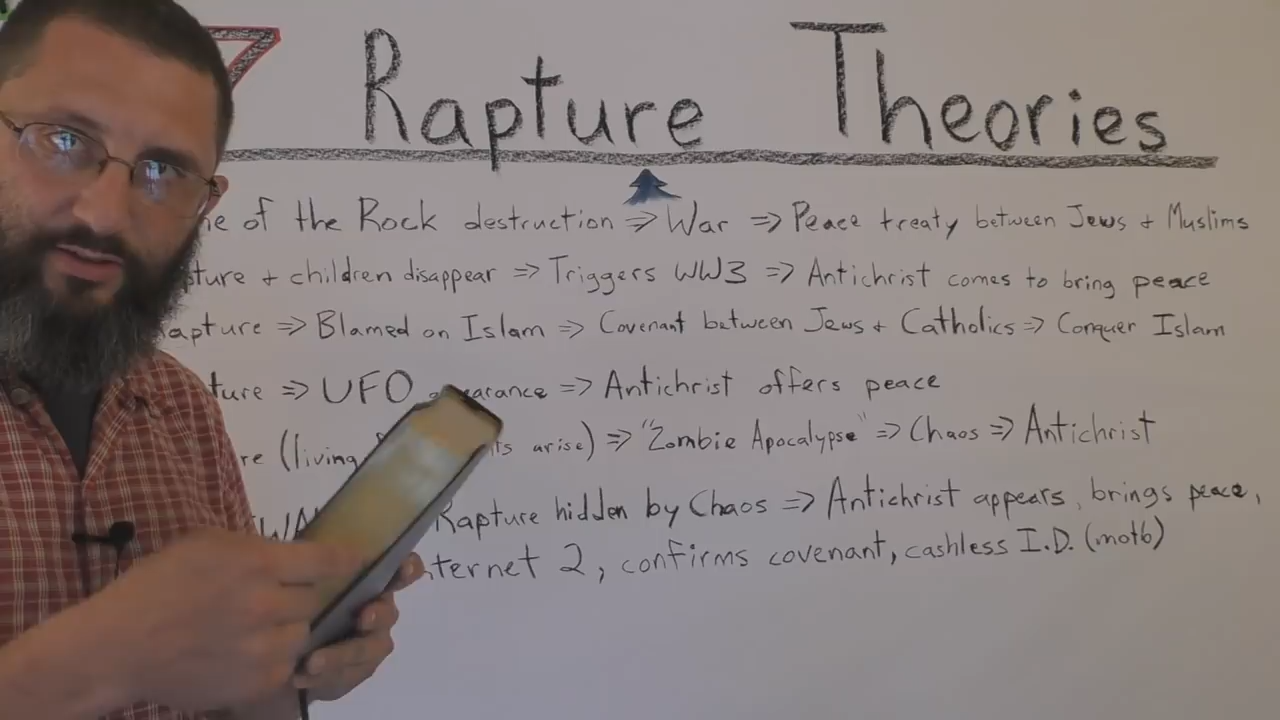 7 Rapture Theories
of the Rock destruction ⇒ War ⇒ Peace treaty between Jews + Muslims
+ children disappear ⇒ Triggers WW3 ⇒ Antichrist comes to bring peace
apture ⇒ Blamed on Islam ⇒ Covenant between Jews + Catholics ⇒ Conquer Islam
ture ⇒ UFO arance ⇒ Antichrist offers peace
re (living ts arise) ⇒ "Zombie Apocalypse" ⇒ Chaos ⇒ Antichrist
Rapture hidden by Chaos ⇒ Antichrist appears, brings peace,
nternet 2, confirms covenant, cashless I.D. (motb)